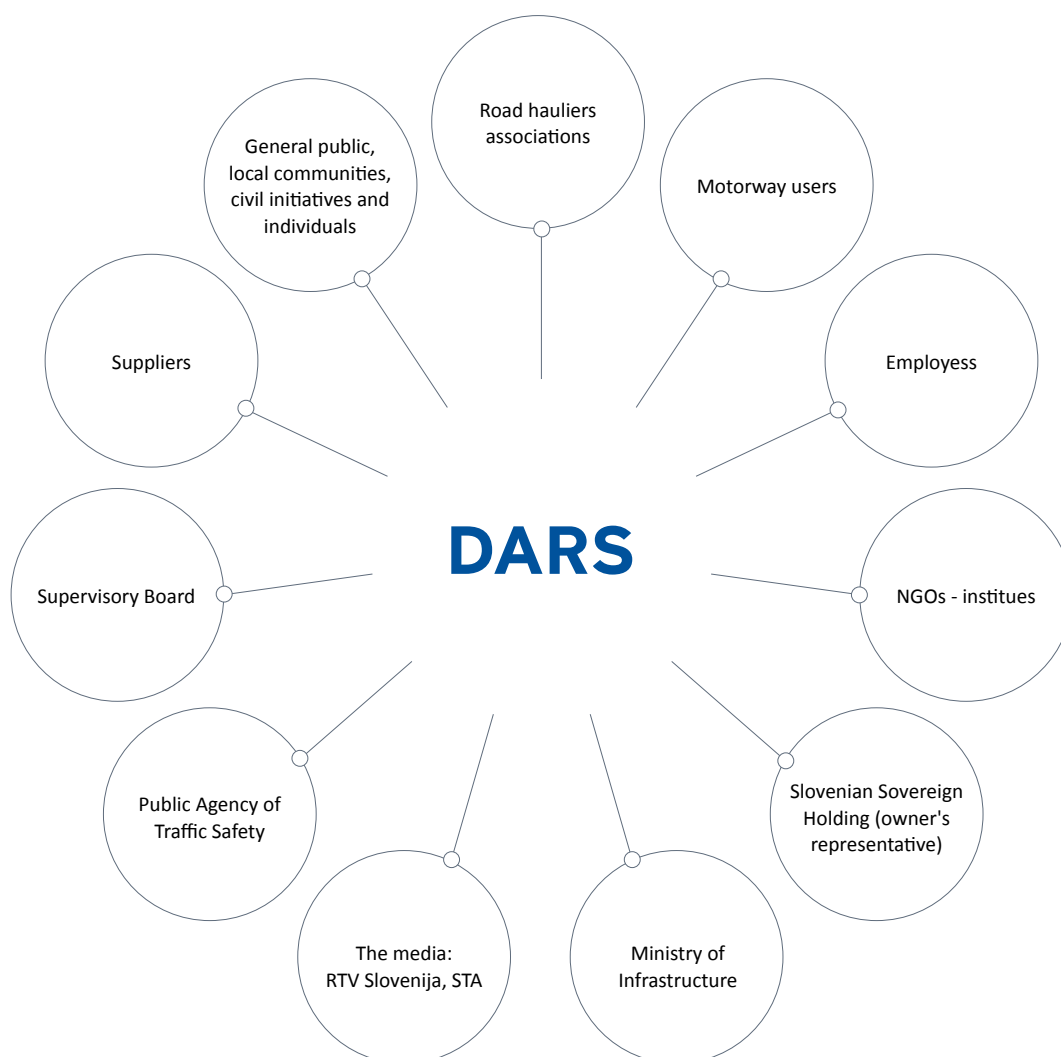 Road hauliers
associations
Motorway users
Employess
NGOs - institues
Slovenian Sovereign
Holding (owner's
representative)
Ministry of
Infrastructure
The media:
RTV Slovenija, STA
Public Agency of
Traffic Safety
Supervisory Board
Suppliers
General public,
local communities,
civil initiatives and
individuals
DARS